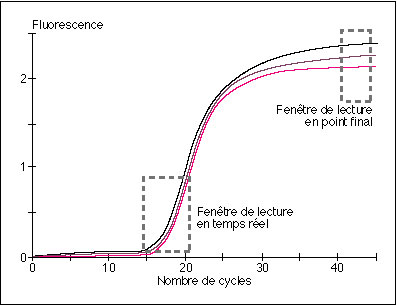 Fluorescence
2
Fenêtre de lecture
en point final
1
Fenêtre de lecture
en temps réel
0
0 10 20 30 40
Nombre de cycles